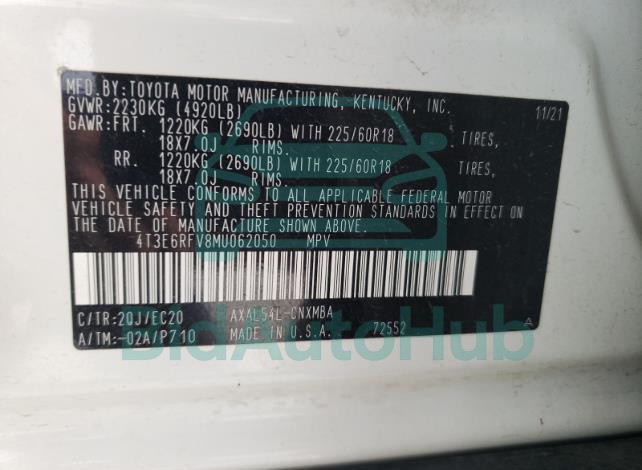 MFD.BY:TOYOTA MOTOR MANUFACTURING, KENTUCKY, INC.
GVWR:2230KG (4920LB) 11/21
GAWR:FRT. 1220KG (2690LB) WITH 225/60R18 TIRES,
18X7.0J RIMS.
RR. 1220KG (2690LB) WITH 225/60R18 TIRES,
18X7.0J RIMS.
THIS VEHICLE CONFORMS TO ALL APPLICABLE FEDERAL MOTOR
VEHICLE SAFETY AND THEFT PREVENTION STANDARDS IN EFFECT ON
THE DATE OF MANUFACTURE SHOWN ABOVE.
4T3E6RFV8MU062050 MPV
C/TR:2QJ/EC20 AXAL54L-CNXMBA
A/TM:-02A/P710 MADE IN U.S.A. 72552
A
BidAutoHub